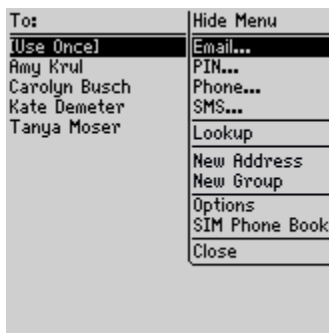 To:
[Use Once]
Amy Krul
Carolyn Busch
Kate Demeter
Tanya Moser
Hide Menu
Email...
PIN...
Phone...
SMS...
Lookup
New Address
New Group
Options
SIM Phone Book
Close